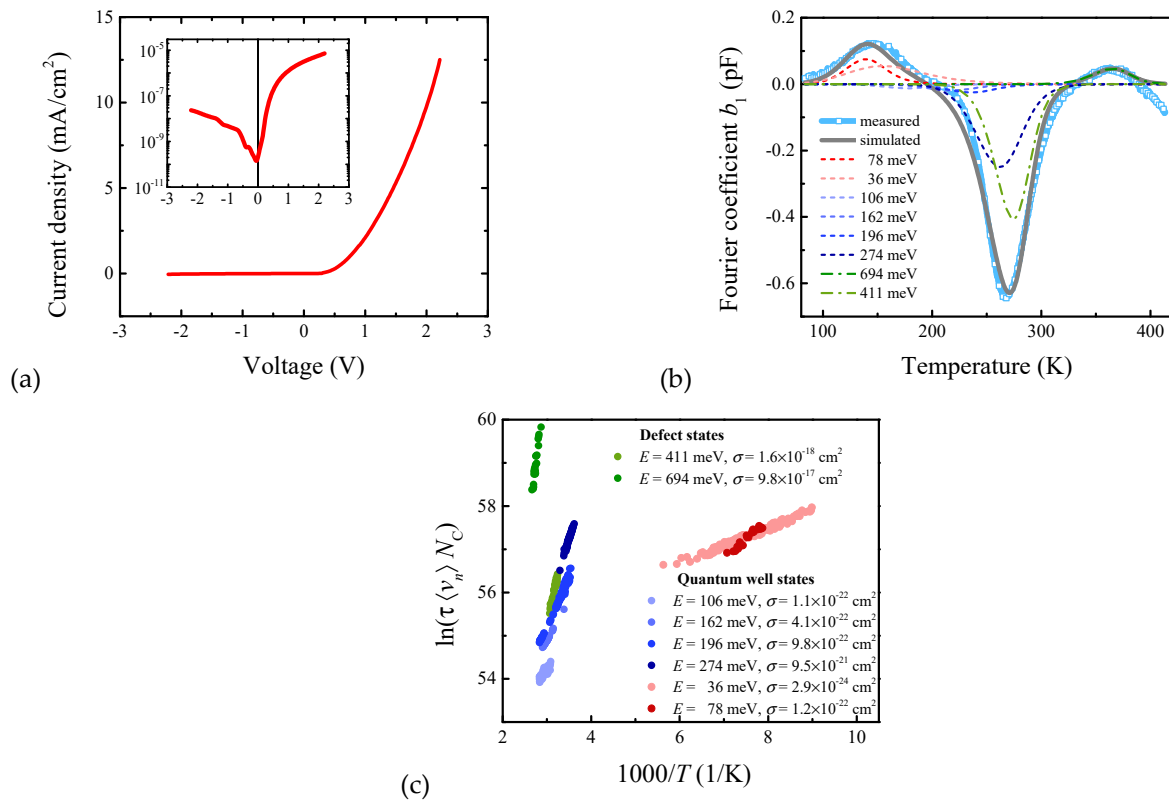 15
10
5
0
Current density (mA/cm²)
10⁻⁵
10⁻⁷
10⁻⁹
10⁻¹¹
-3 -2 -1 0 1 2 3
-3 -2 -1 0 1 2 3
Voltage (V)
(a)
0.2
0.0
-0.2
-0.4
-0.6
Fourier coefficient b₁ (pF)
measured
simulated
78 meV
36 meV
106 meV
162 meV
196 meV
274 meV
694 meV
411 meV
100 200 300 400
Temperature (K)
(b)
60
58
56
54
ln(τ⟨vₙ⟩ N_C)
Defect states
E = 411 meV, σ = 1.6×10⁻¹⁸ cm²
E = 694 meV, σ = 9.8×10⁻¹⁷ cm²
Quantum well states
E = 106 meV, σ = 1.1×10⁻²² cm²
E = 162 meV, σ = 4.1×10⁻²² cm²
E = 196 meV, σ = 9.8×10⁻²² cm²
E = 274 meV, σ = 9.5×10⁻²¹ cm²
E = 36 meV, σ = 2.9×10⁻²⁴ cm²
E = 78 meV, σ = 1.2×10⁻²² cm²
2 4 6 8 10
1000/T (1/K)
(c)